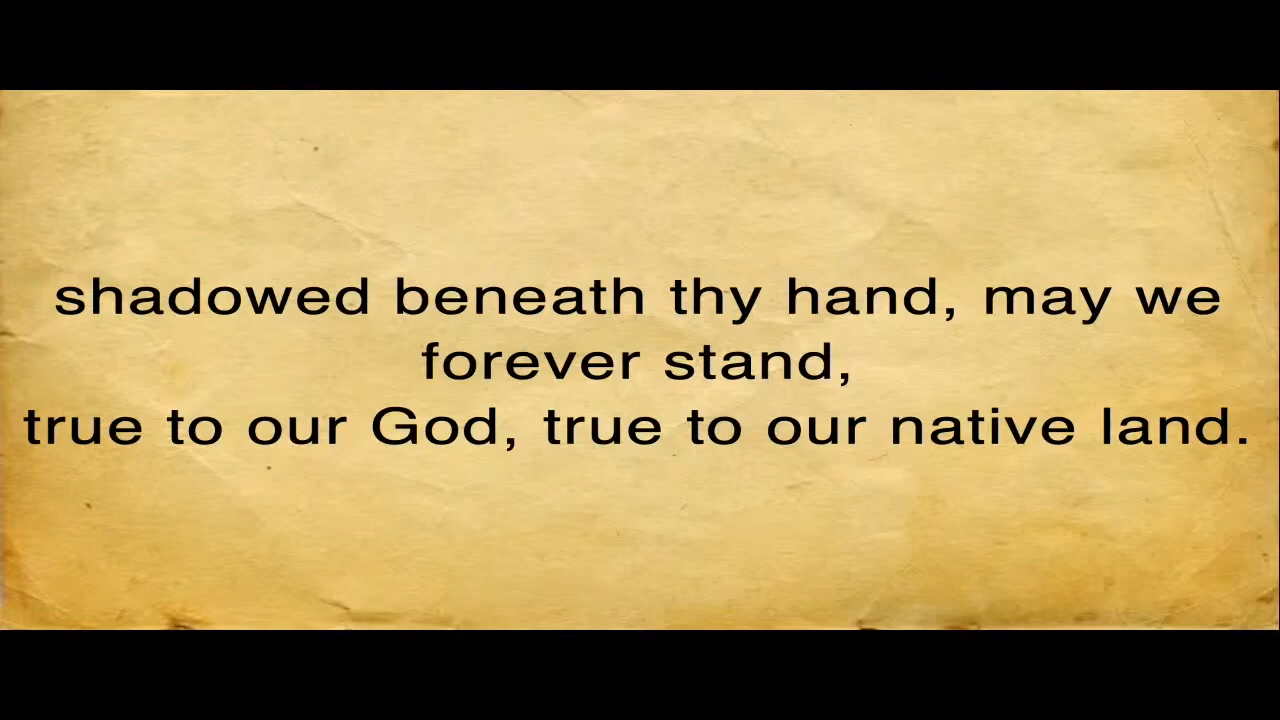 shadowed beneath thy hand, may we
forever stand,
true to our God, true to our native land.